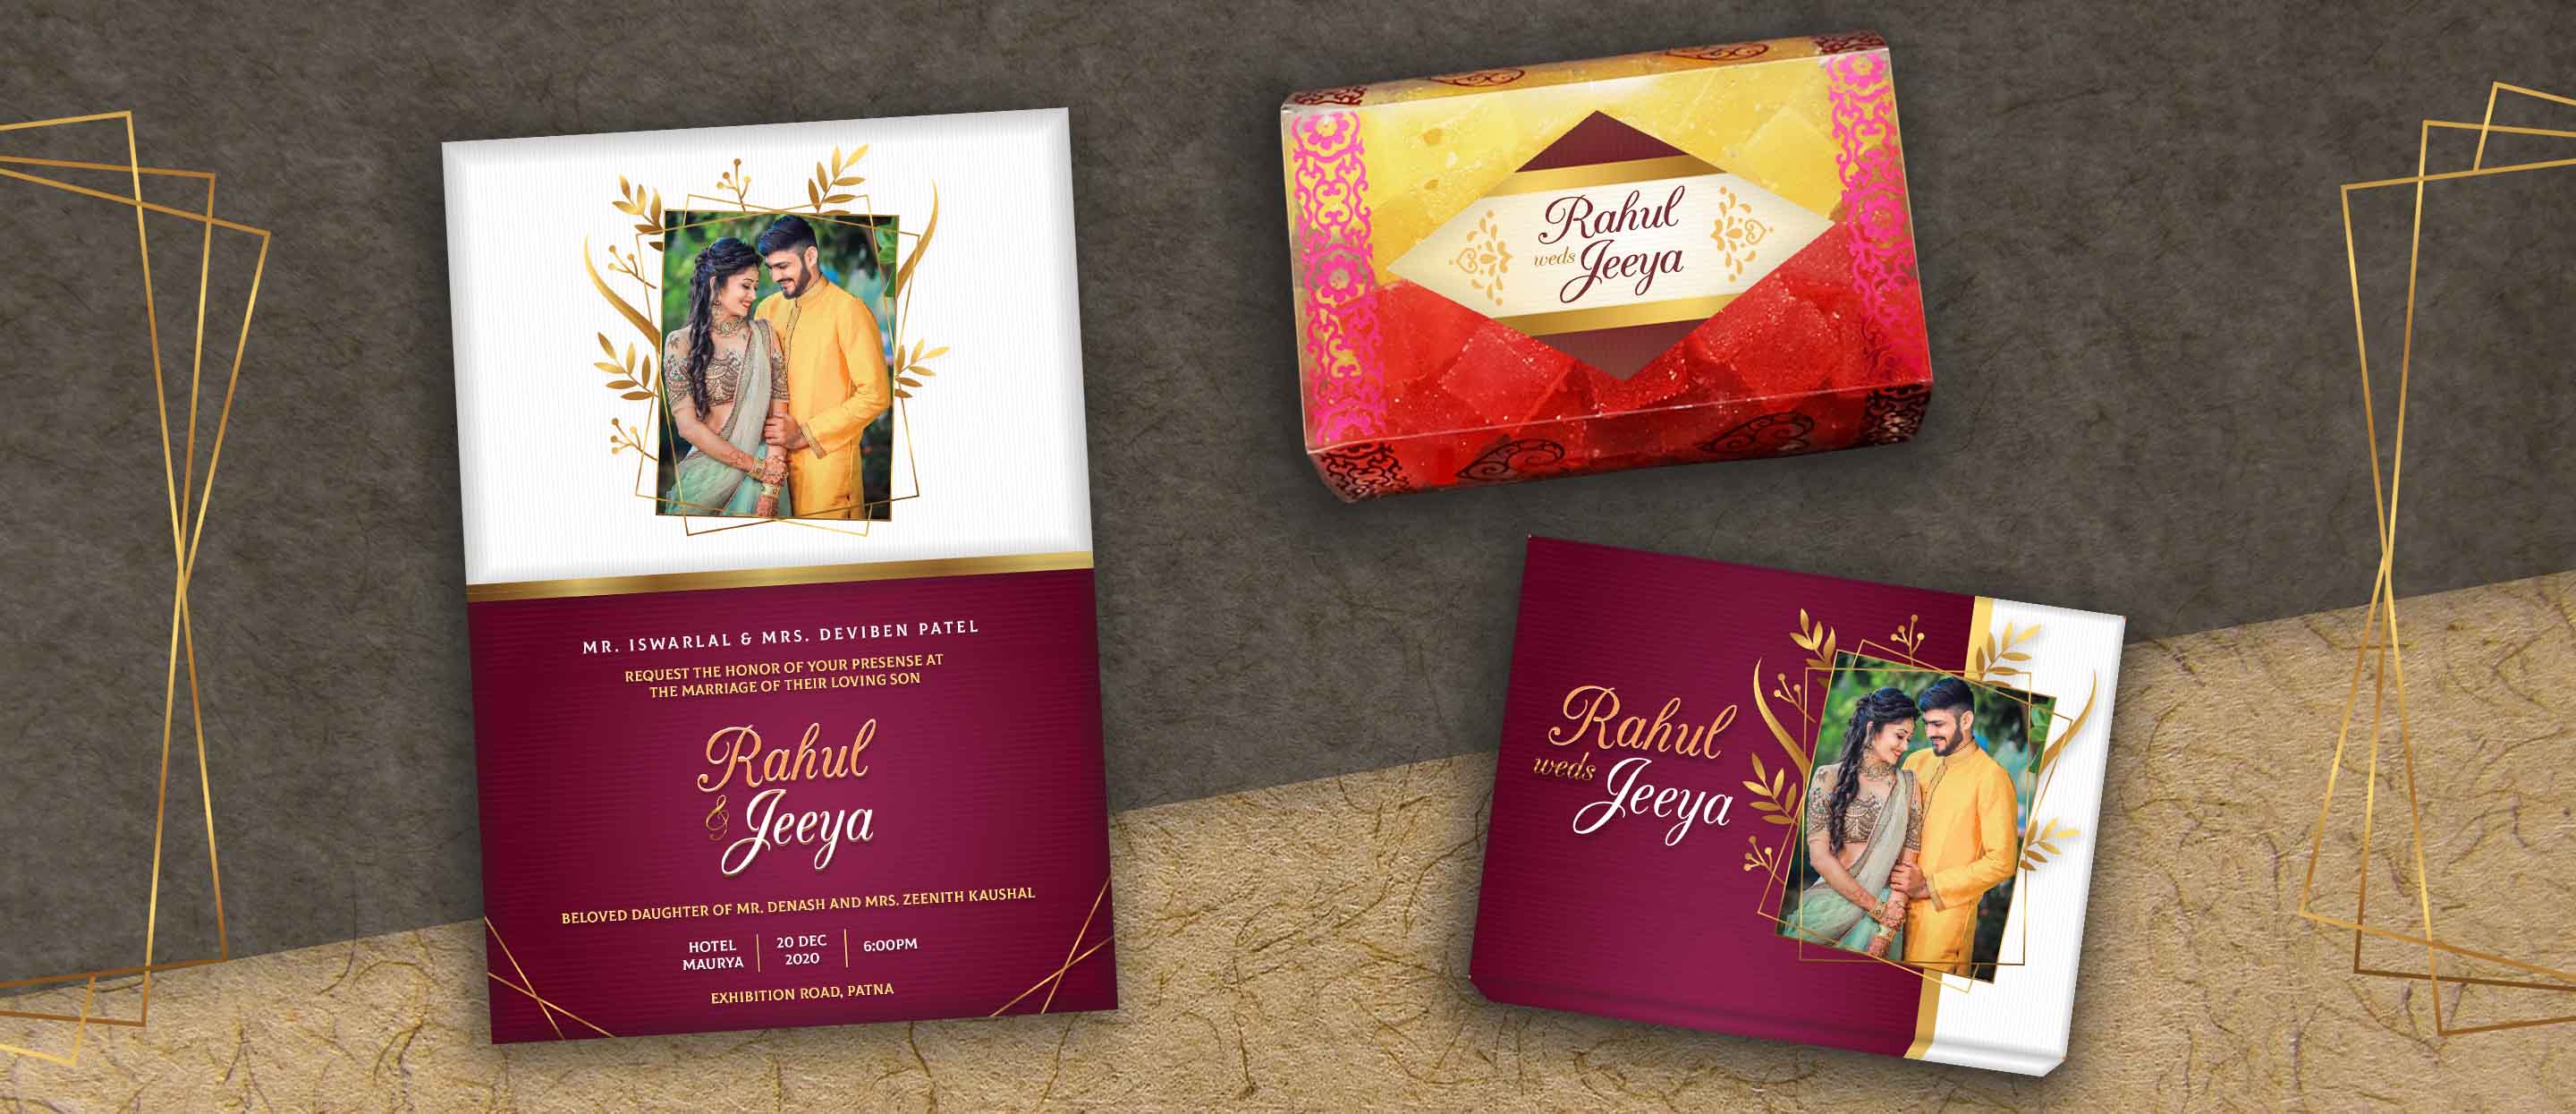 MR. ISWARLAL & MRS. DEVIBEN PATEL
REQUEST THE HONOR OF YOUR PRESENSE AT
THE MARRIAGE OF THEIR LOVING SON
Rahul
& Jeeya
BELOVED DAUGHTER OF MR. DENASH AND MRS. ZEENITH KAUSHAL
HOTEL
MAURYA
20 DEC
2020
6:00PM
EXHIBITION ROAD, PATNA
Rahul
weds Jeeya
Rahul
weds Jeeya